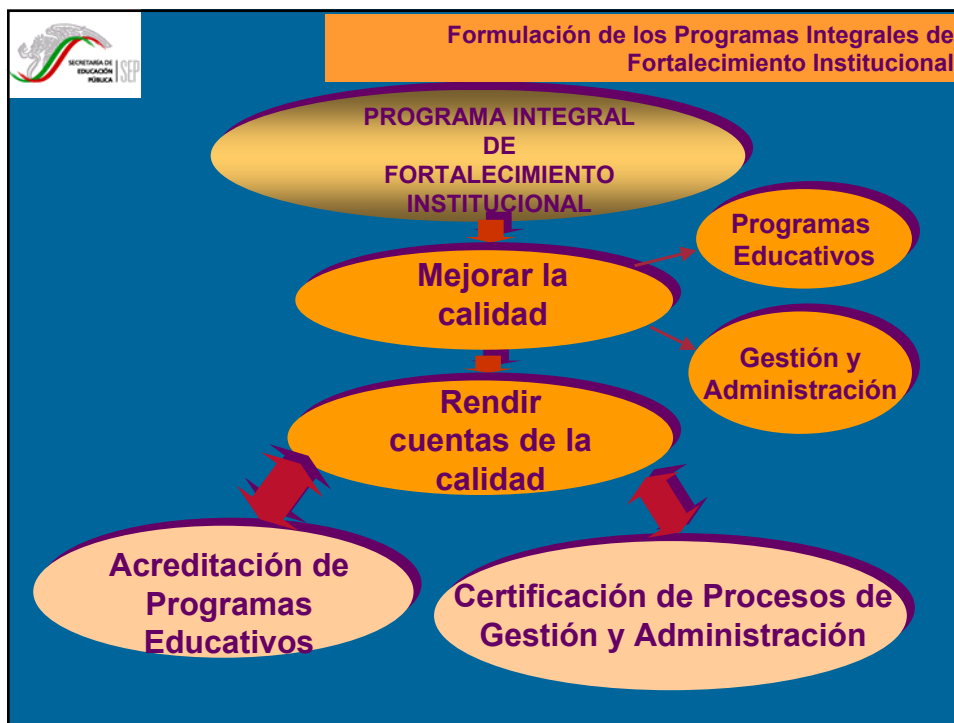 SECRETARÍA DE
EDUCACIÓN
PÚBLICA
SEP
Formulación de los Programas Integrales de
Fortalecimiento Institucional
PROGRAMA INTEGRAL
DE
FORTALECIMIENTO
INSTITUCIONAL
Programas
Educativos
Mejorar la
calidad
Gestión y
Administración
Rendir
cuentas de la
calidad
Acreditación de
Programas
Educativos
Certificación de Procesos de
Gestión y Administración